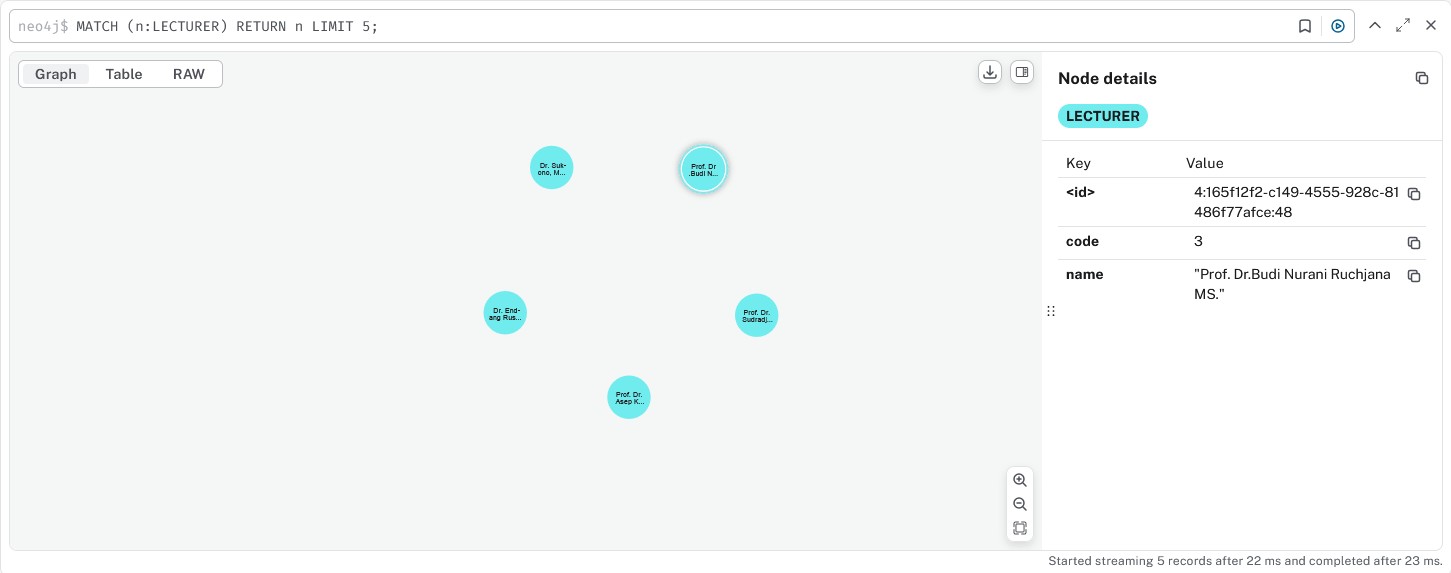 neo4j$ MATCH (n:LECTURER) RETURN n LIMIT 5;
Graph Table RAW
Dr. Suk-
ono, M...
Prof. Dr
.Budi N...
Dr. End-
ang Rus...
Prof. Dr.
Sudradj...
Prof. Dr.
Asep K...
Node details
LECTURER
Key Value
<id> 4:165f12f2-c149-4555-928c-81
486f77afce:48
code 3
name "Prof. Dr.Budi Nurani Ruchjana
MS."
Started streaming 5 records after 22 ms and completed after 23 ms.